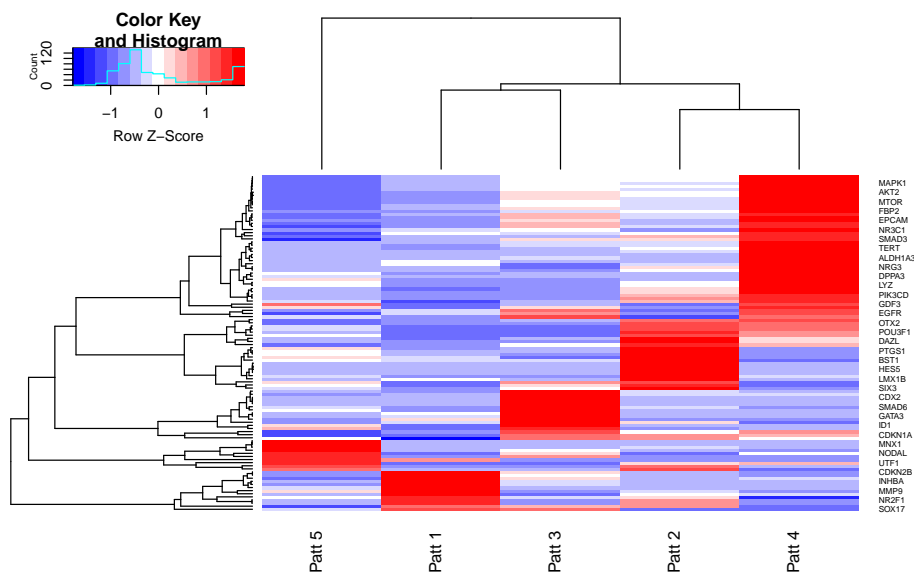 Color Key
and Histogram
Count
0
120
−1
0
1
Row Z−Score
MAPK1
AKT2
MTOR
FBP2
EPCAM
NR3C1
SMAD3
TERT
ALDH1A3
NRG3
DPPA3
LYZ
PIK3CD
GDF3
EGFR
OTX2
POU3F1
DAZL
PTGS1
BST1
HES5
LMX1B
SIX3
CDX2
SMAD6
GATA3
ID1
CDKN1A
MNX1
NODAL
UTF1
CDKN2B
INHBA
MMP9
NR2F1
SOX17
Patt 5
Patt 1
Patt 3
Patt 2
Patt 4